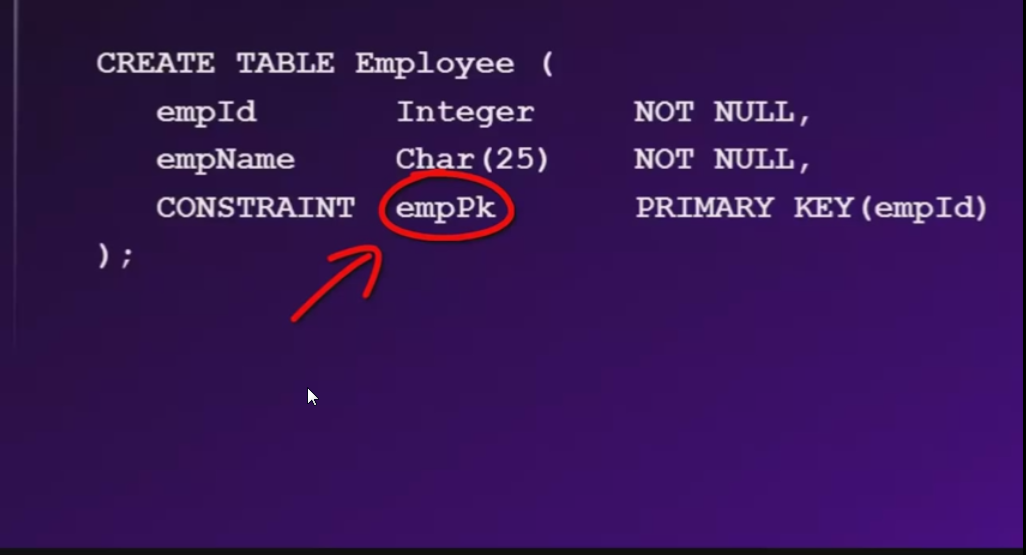 CREATE TABLE Employee (
empId Integer NOT NULL,
empName Char(25) NOT NULL,
CONSTRAINT empPk PRIMARY KEY(empId)
);